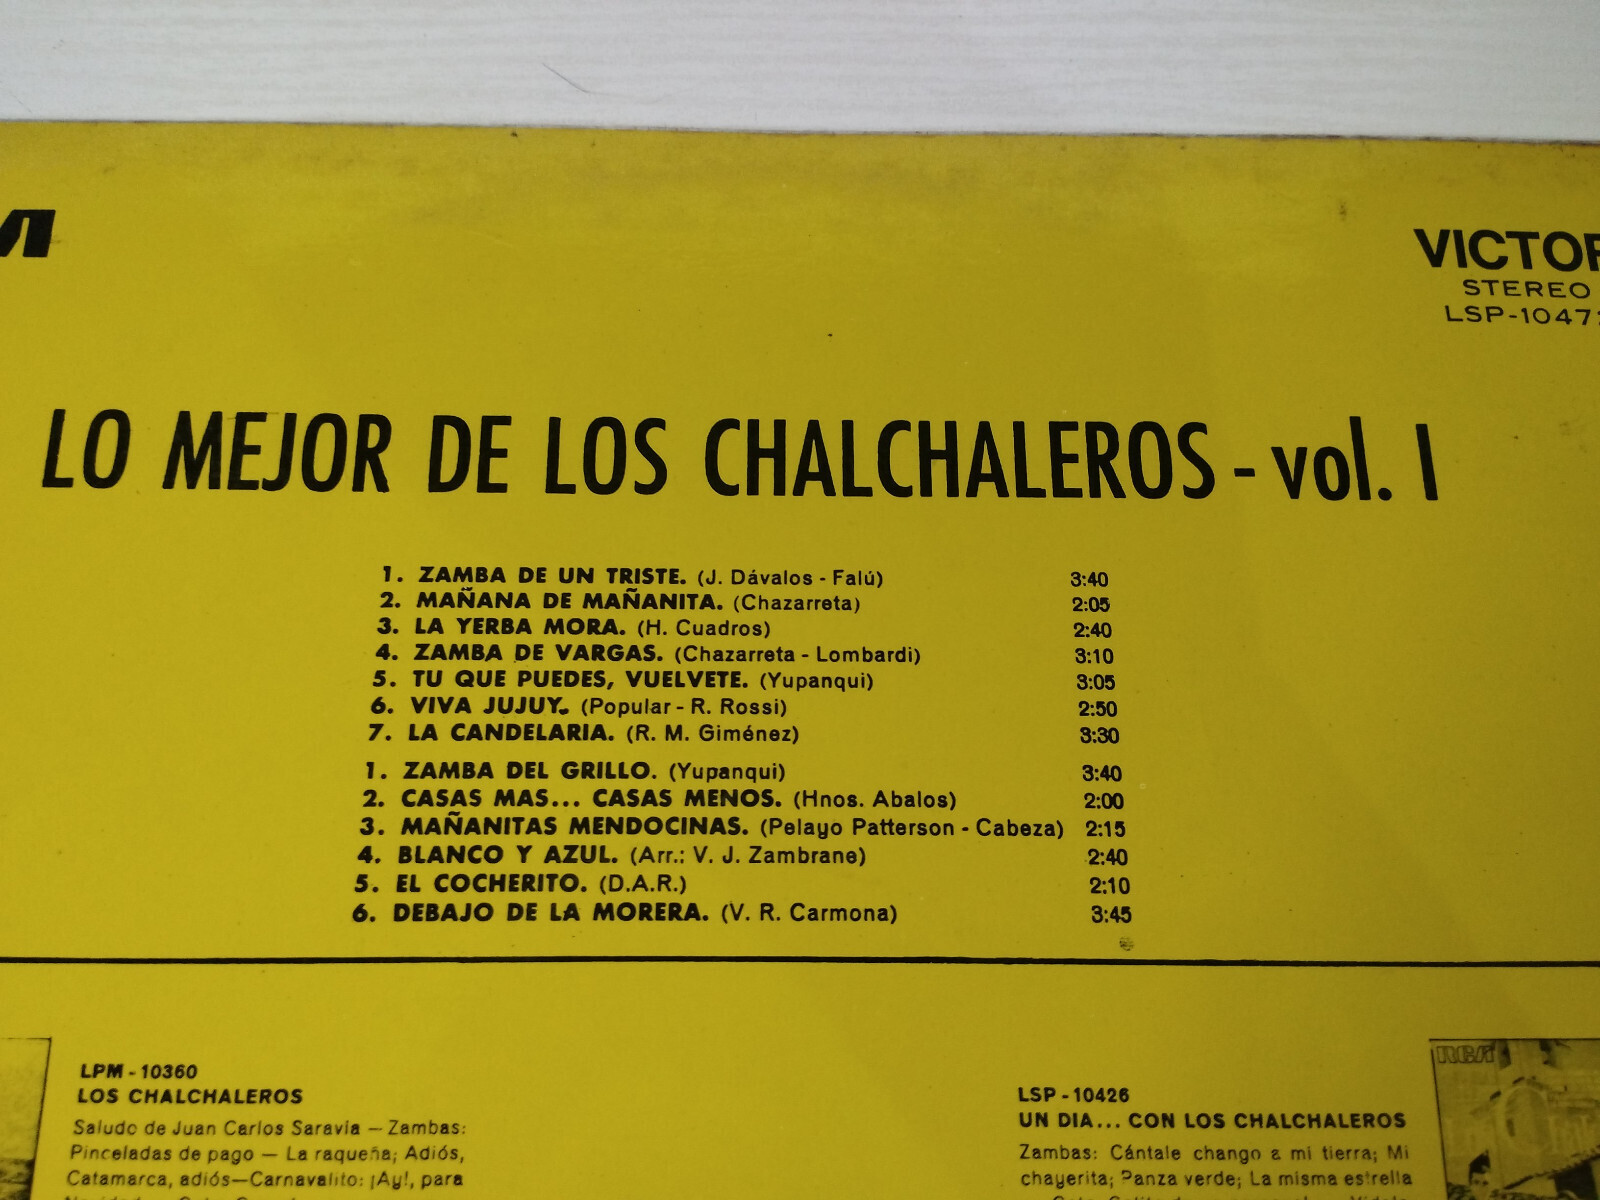 VICTOR
STEREO
LSP-1047
LO MEJOR DE LOS CHALCHALEROS - vol. I
1. ZAMBA DE UN TRISTE. (J. Dávalos - Falú) 3:40
2. MAÑANA DE MAÑANITA. (Chazarreta) 2:05
3. LA YERBA MORA. (H. Cuadros) 2:40
4. ZAMBA DE VARGAS. (Chazarreta - Lombardi) 3:10
5. TU QUE PUEDES, VUELVETE. (Yupanqui) 3:05
6. VIVA JUJUY. (Popular - R. Rossi) 2:50
7. LA CANDELARIA. (R. M. Giménez) 3:30
1. ZAMBA DEL GRILLO. (Yupanqui) 3:40
2. CASAS MAS... CASAS MENOS. (Hnos. Abalos) 2:00
3. MAÑANITAS MENDOCINAS. (Pelayo Patterson - Cabeza) 2:15
4. BLANCO Y AZUL. (Arr.: V. J. Zambrane) 2:40
5. EL COCHERITO. (D.A.R.) 2:10
6. DEBAJO DE LA MORERA. (V. R. Carmona) 3:45
LPM - 10360
LOS CHALCHALEROS
Saludo de Juan Carlos Saravia — Zambas:
Pinceladas de pago — La raqueña; Adiós,
Catamarca, adiós—Carnavalito: ¡Ay!, para
LSP - 10426
UN DIA... CON LOS CHALCHALEROS
Zambas: Cántale chango a mi tierra; Mi
chayerita; Panza verde; La misma estrella
RCA